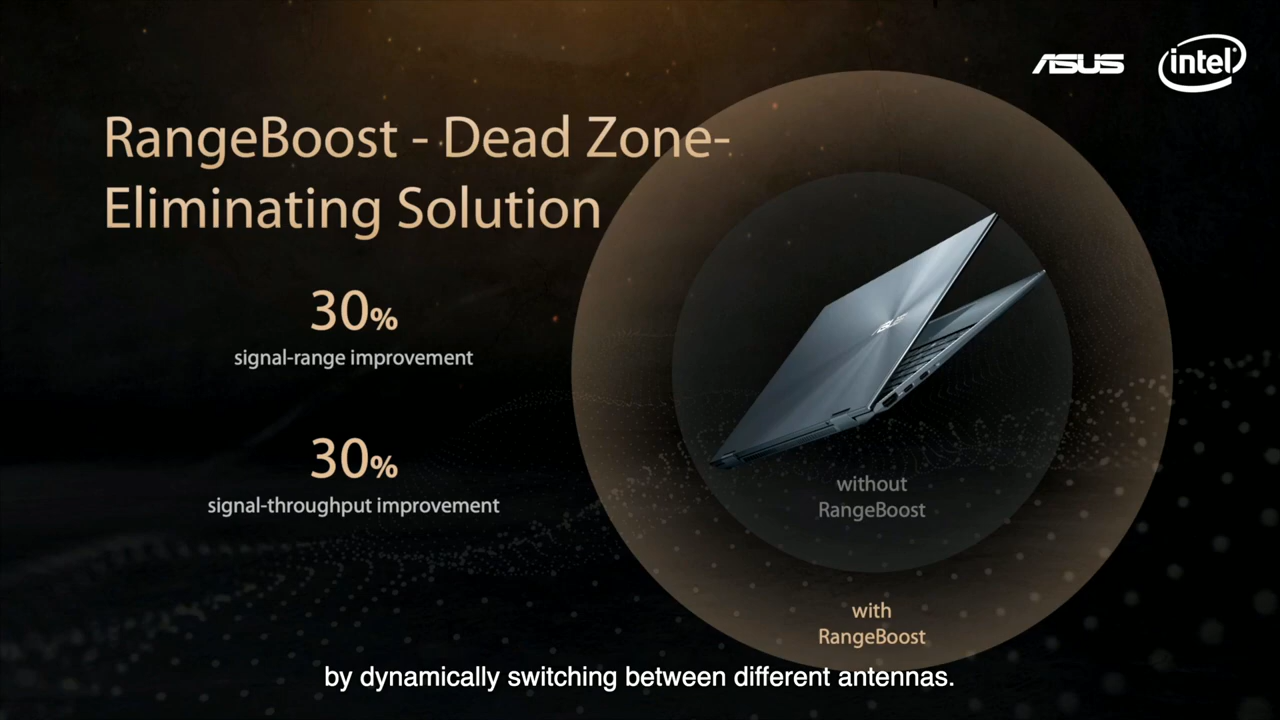 ASUS
intel
RangeBoost - Dead Zone-
Eliminating Solution
30%
signal-range improvement
30%
signal-throughput improvement
ASUS
without
RangeBoost
with
RangeBoost
by dynamically switching between different antennas.